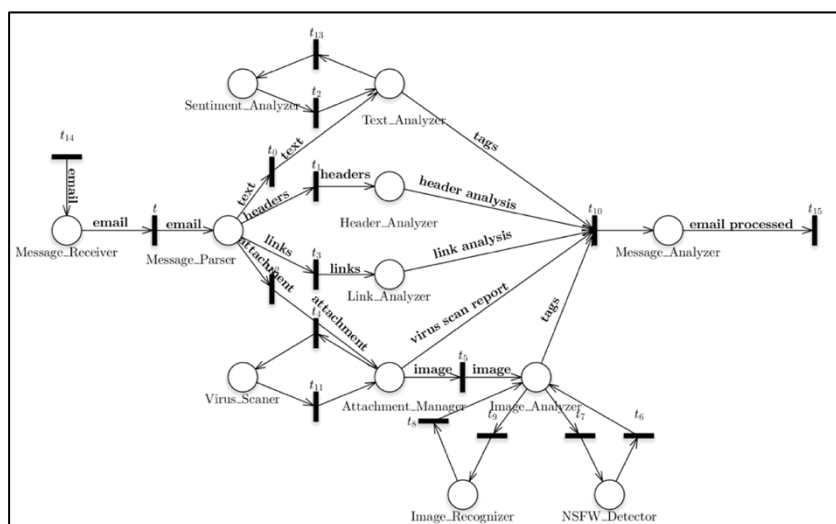 t13
Sentiment_Analyzer
t2
Text_Analyzer
t14
email
t0
text
text
tags
t1
headers
headers
Header_Analyzer
header analysis
t10
email
t
email
Message_Receiver
Message_Parser
links
t3
links
Link_Analyzer
link analysis
Message_Analyzer
email processed
t15
attachment
attachment
t4
virus scan report
tags
Virus_Scaner
t11
Attachment_Manager
image
t5
image
Image_Analyzer
t8
t9
t7
t6
Image_Recognizer
NSFW_Detector